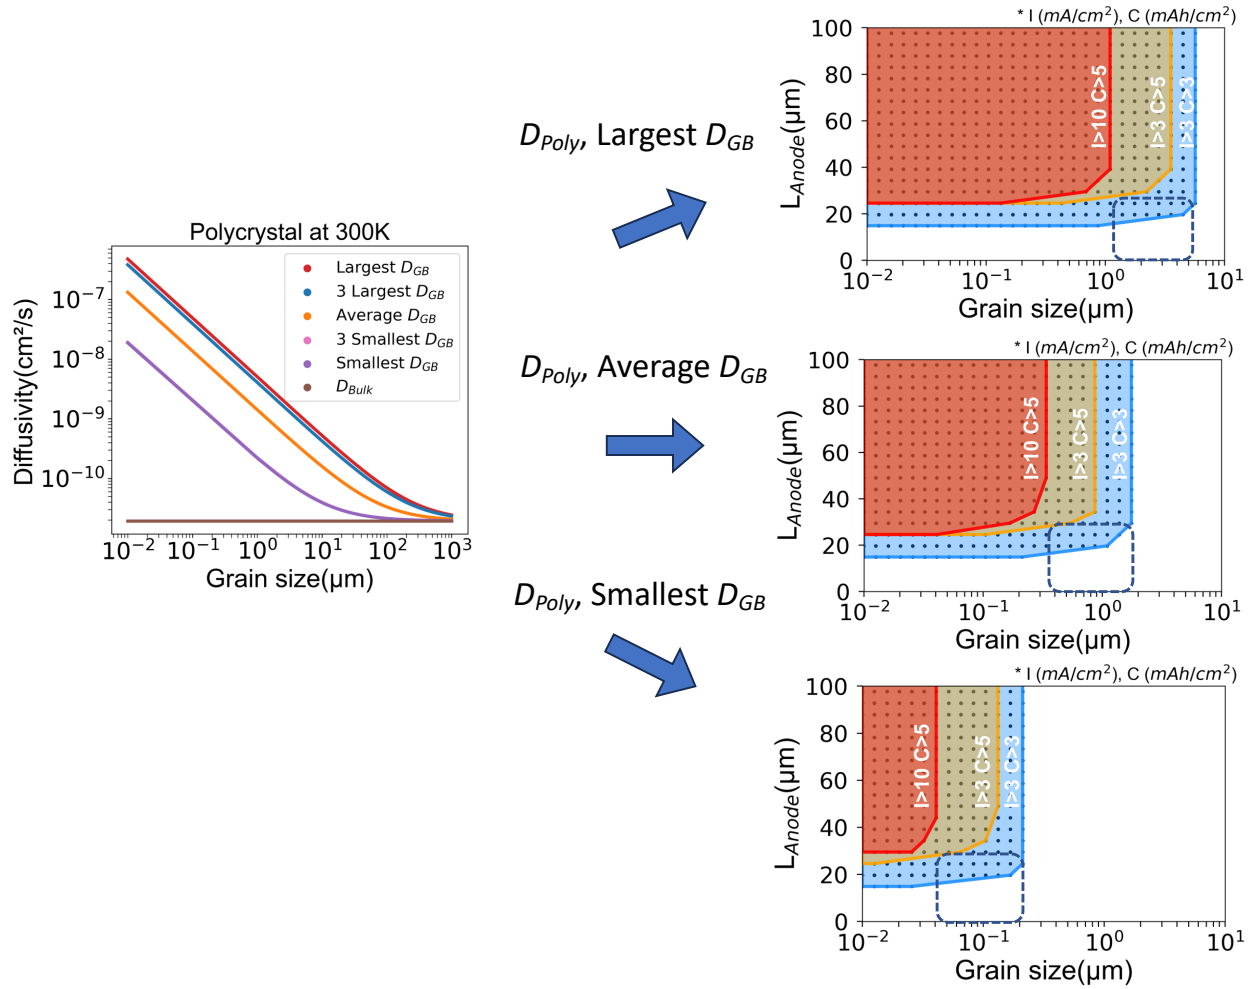 Polycrystal at 300K
Diffusivity(cm²/s)
10⁻⁷
10⁻⁸
10⁻⁹
10⁻¹⁰
Largest D_GB
3 Largest D_GB
Average D_GB
3 Smallest D_GB
Smallest D_GB
D_Bulk
10⁻² 10⁻¹ 10⁰ 10¹ 10² 10³
Grain size(μm)
D_Poly, Largest D_GB
D_Poly, Average D_GB
D_Poly, Smallest D_GB
* I (mA/cm²), C (mAh/cm²)
L_Anode(μm)
100
80
60
40
20
0
I>10 C>5
I>3 C>5
I>3 C>3
10⁻² 10⁻¹ 10⁰ 10¹
Grain size(μm)
* I (mA/cm²), C (mAh/cm²)
L_Anode(μm)
100
80
60
40
20
0
I>10 C>5
I>3 C>5
I>3 C>3
10⁻² 10⁻¹ 10⁰ 10¹
Grain size(μm)
* I (mA/cm²), C (mAh/cm²)
L_Anode(μm)
100
80
60
40
20
0
I>10 C>5
I>3 C>5
I>3 C>3
10⁻² 10⁻¹ 10⁰ 10¹
Grain size(μm)